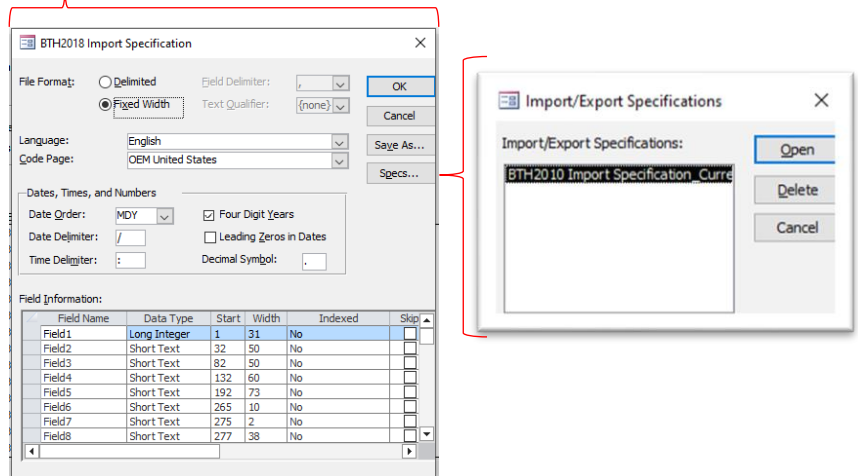 BTH2018 Import Specification
File Format:
Delimited
Field Delimiter:
,
OK
Fixed Width
Text Qualifier:
{none}
Cancel
Language:
English
Save As...
Code Page:
OEM United States
Specs...
Dates, Times, and Numbers
Date Order:
MDY
Four Digit Years
Date Delimiter:
/
Leading Zeros in Dates
Time Delimiter:
:
Decimal Symbol:
.
Field Information:
Field Name Data Type Start Width Indexed Skip
Field1 Long Integer 1 31 No
Field2 Short Text 32 50 No
Field3 Short Text 82 50 No
Field4 Short Text 132 60 No
Field5 Short Text 192 73 No
Field6 Short Text 265 10 No
Field7 Short Text 275 2 No
Field8 Short Text 277 38 No
Import/Export Specifications
Import/Export Specifications:
Open
BTH2010 Import Specification_Curre
Delete
Cancel